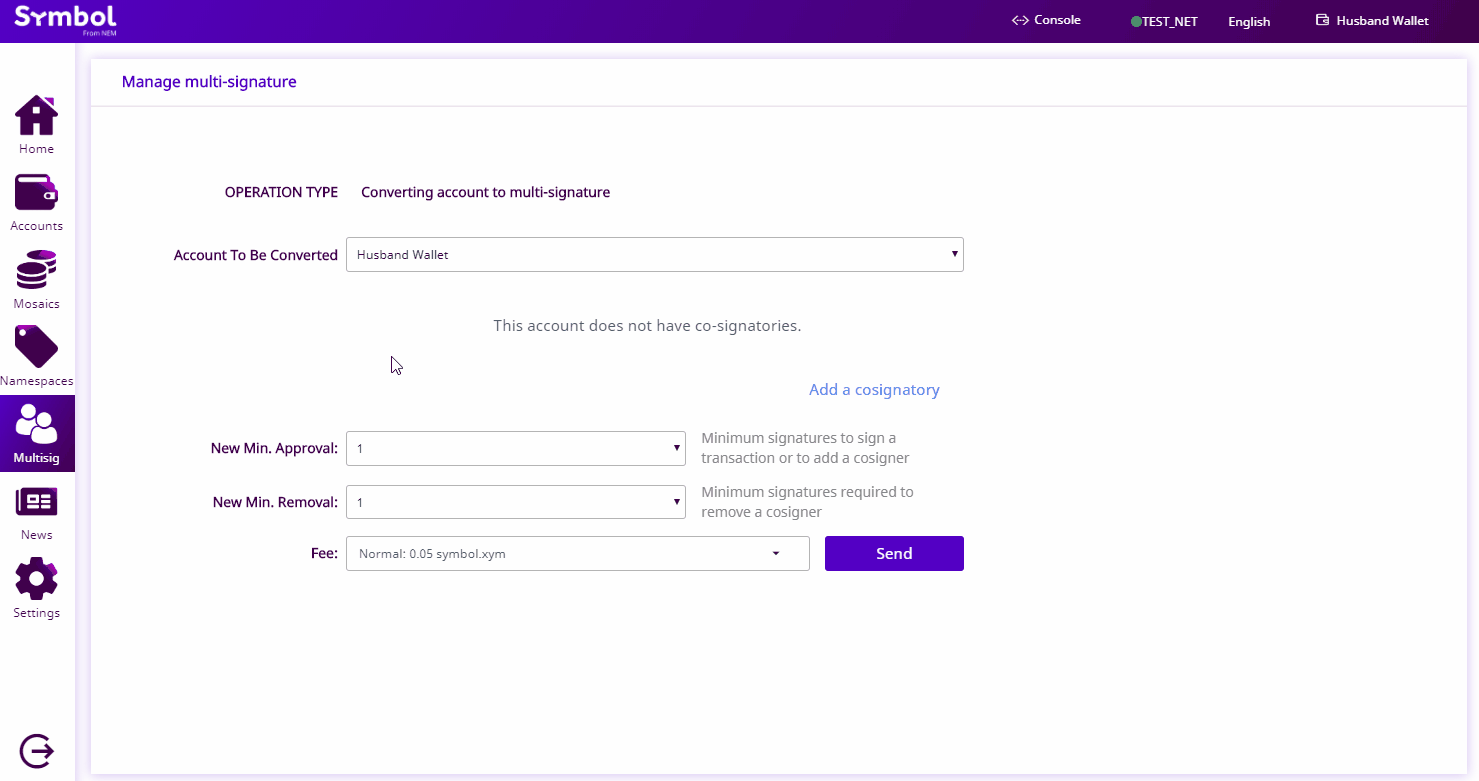 Symbol
From NEM
Console
TEST_NET
English
Husband Wallet
Manage multi-signature
Home
Accounts
Mosaics
Namespaces
Multisig
News
Settings
OPERATION TYPE Converting account to multi-signature
Account To Be Converted Husband Wallet
This account does not have co-signatories.
Add a cosignatory
New Min. Approval: 1
Minimum signatures to sign a
transaction or to add a cosigner
New Min. Removal: 1
Minimum signatures required to
remove a cosigner
Fee: Normal: 0.05 symbol.xym
Send